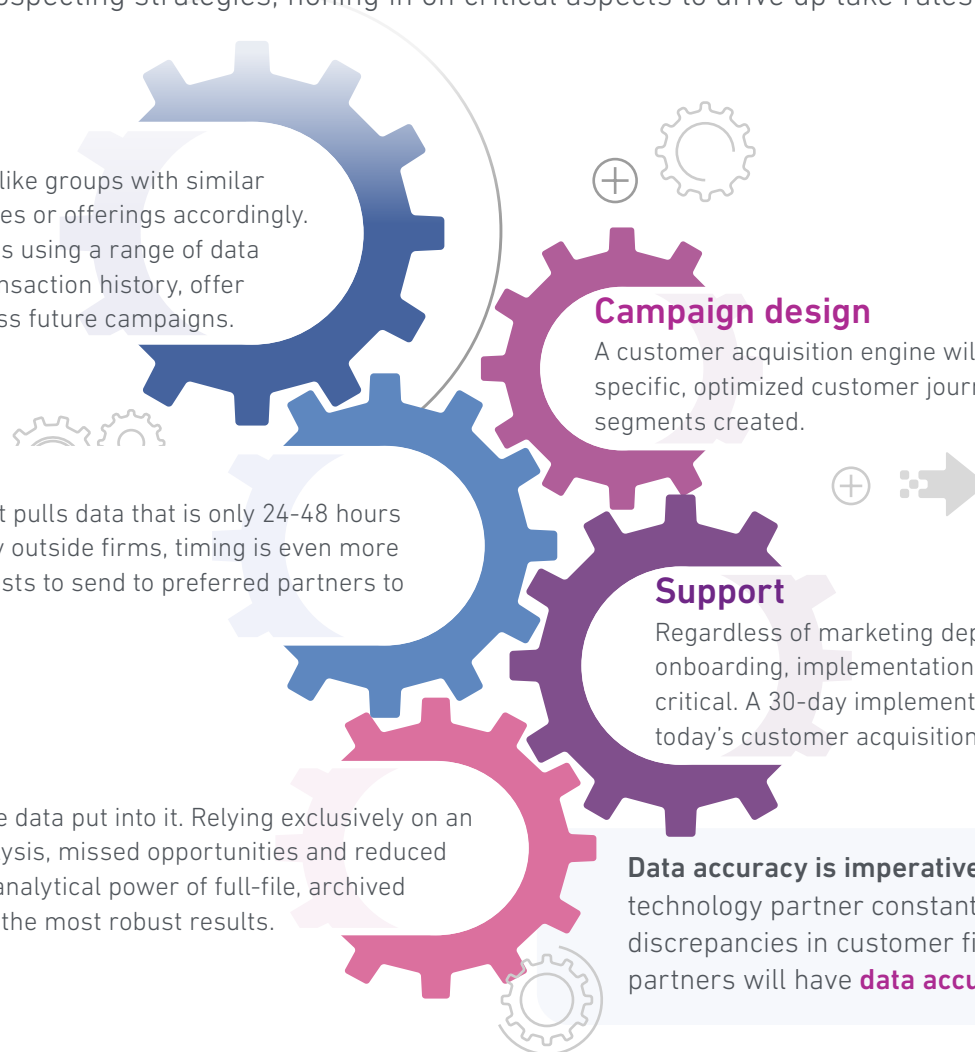 ospecting strategies, honing in on critical aspects to drive up take rates
like groups with similar
es or offerings accordingly.
s using a range of data
nsaction history, offer
ss future campaigns.
Campaign design
A customer acquisition engine wil
specific, optimized customer journ
segments created.
t pulls data that is only 24-48 hours
y outside firms, timing is even more
sts to send to preferred partners to
Support
Regardless of marketing dep
onboarding, implementation
critical. A 30-day implement
today’s customer acquisition
e data put into it. Relying exclusively on an
lysis, missed opportunities and reduced
analytical power of full-file, archived
the most robust results.
Data accuracy is imperative
technology partner constant
discrepancies in customer fi
partners will have data accu